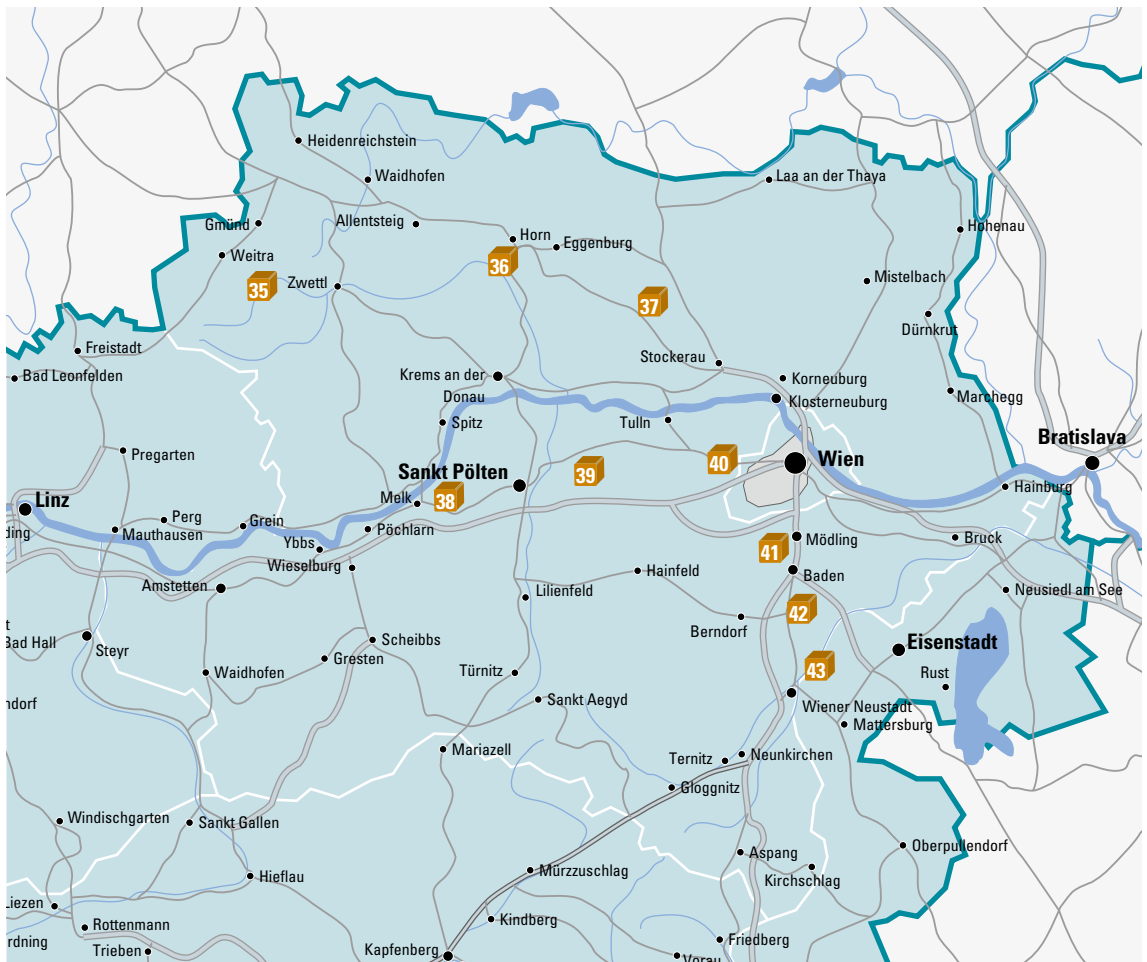 Heidenreichstein
Waidhofen
Laa an der Thaya
Gmünd
Allentsteig
Hohenau
Horn
Eggenburg
Weitra
36
Mistelbach
35
Zwettl
37
Dürnkrut
Freistadt
Stockerau
Bad Leonfelden
Krems an der
Donau
Korneuburg
Klosterneuburg
Marchegg
Spitz
Tulln
Pregarten
Bratislava
Sankt Pölten
39
40
Wien
Linz
Melk
38
Hainburg
ding
Perg
Mauthausen
Grein
Pöchlarn
Mödling
Bruck
Ybbs
41
Wieselburg
Hainfeld
Baden
Amstetten
Lilienfeld
Neusiedl am See
42
Berndorf
t
Bad Hall
Steyr
Scheibbs
Eisenstadt
Gresten
43
Waidhofen
Türnitz
Rust
ndorf
Sankt Aegyd
Wiener Neustadt
Mattersburg
Mariazell
Ternitz
Neunkirchen
Gloggnitz
Windischgarten
Sankt Gallen
Oberpullendorf
Aspang
Mürzzuschlag
Kirchschlag
Hieflau
Liezen
Rottenmann
Kindberg
rdning
Trieben
Kapfenberg
Friedberg
Vorau